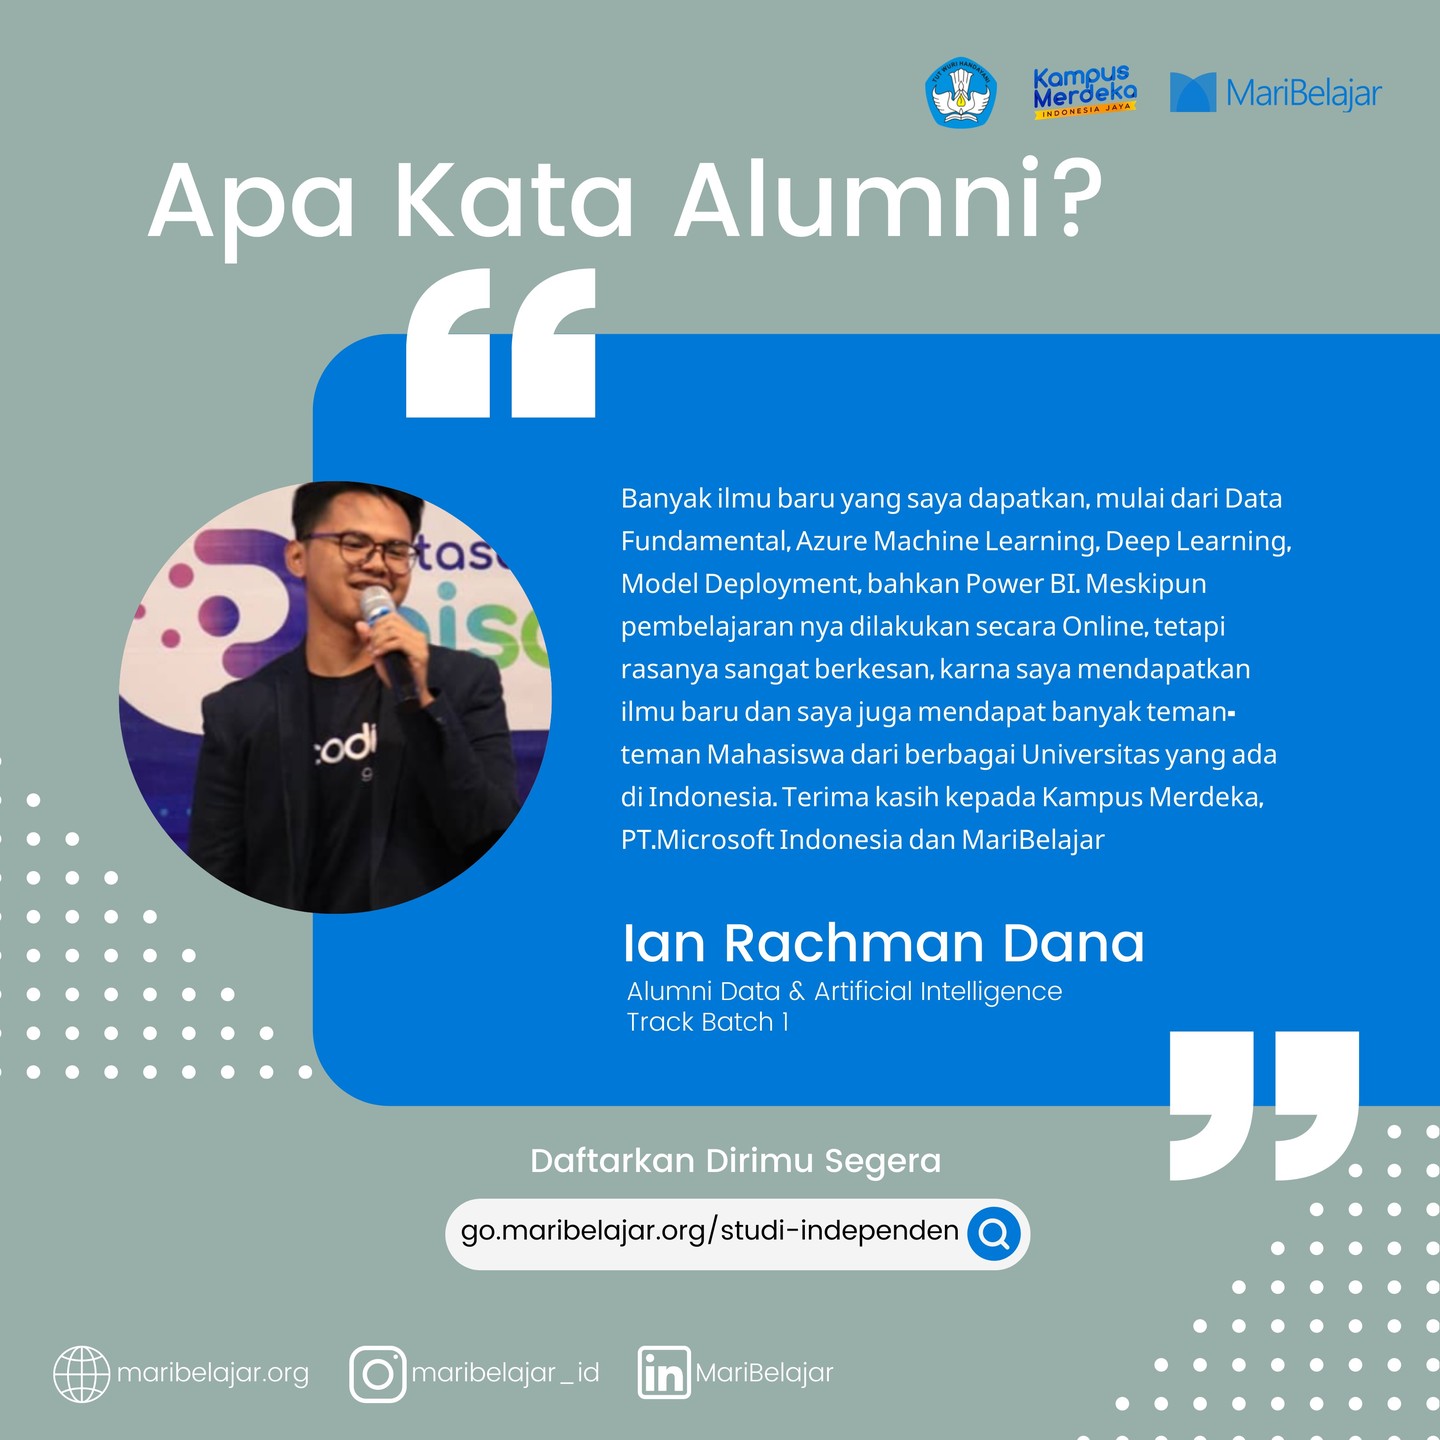 TUT WURI HANDAYANI
Kampus
Merdeka
INDONESIA JAYA
MariBelajar
Apa Kata Alumni?
Banyak ilmu baru yang saya dapatkan, mulai dari Data
Fundamental, Azure Machine Learning, Deep Learning,
Model Deployment, bahkan Power BI. Meskipun
pembelajaran nya dilakukan secara Online, tetapi
rasanya sangat berkesan, karna saya mendapatkan
ilmu baru dan saya juga mendapat banyak teman-
teman Mahasiswa dari berbagai Universitas yang ada
di Indonesia. Terima kasih kepada Kampus Merdeka,
PT.Microsoft Indonesia dan MariBelajar
Ian Rachman Dana
Alumni Data & Artificial Intelligence
Track Batch 1
Daftarkan Dirimu Segera
go.maribelajar.org/studi-independen
maribelajar.org
maribelajar_id
in
MariBelajar